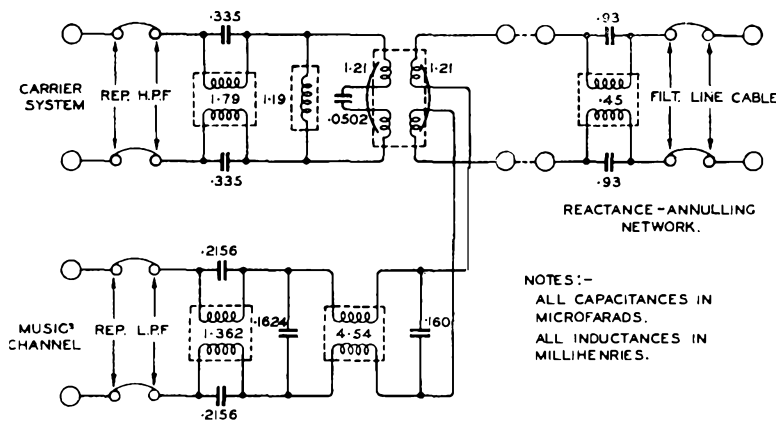 .335
.93
CARRIER
SYSTEM
REP. H.P.F
1.79
1.19
1.21
1.21
.0502
.45
FILT. LINE CABLE
.335
.93
REACTANCE-ANNULLING
NETWORK.
.2156
MUSIC
CHANNEL
REP. L.P.F
1.362
.1624
4.54
.160
.2156
NOTES:-
ALL CAPACITANCES IN
MICROFARADS.
ALL INDUCTANCES IN
MILLIHENRIES.